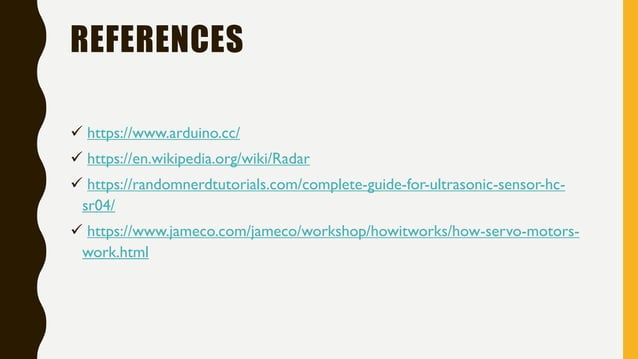 REFERENCES
✓ https://www.arduino.cc/
✓ https://en.wikipedia.org/wiki/Radar
✓ https://randomnerdtutorials.com/complete-guide-for-ultrasonic-sensor-hc-
sr04/
✓ https://www.jameco.com/jameco/workshop/howitworks/how-servo-motors-
work.html